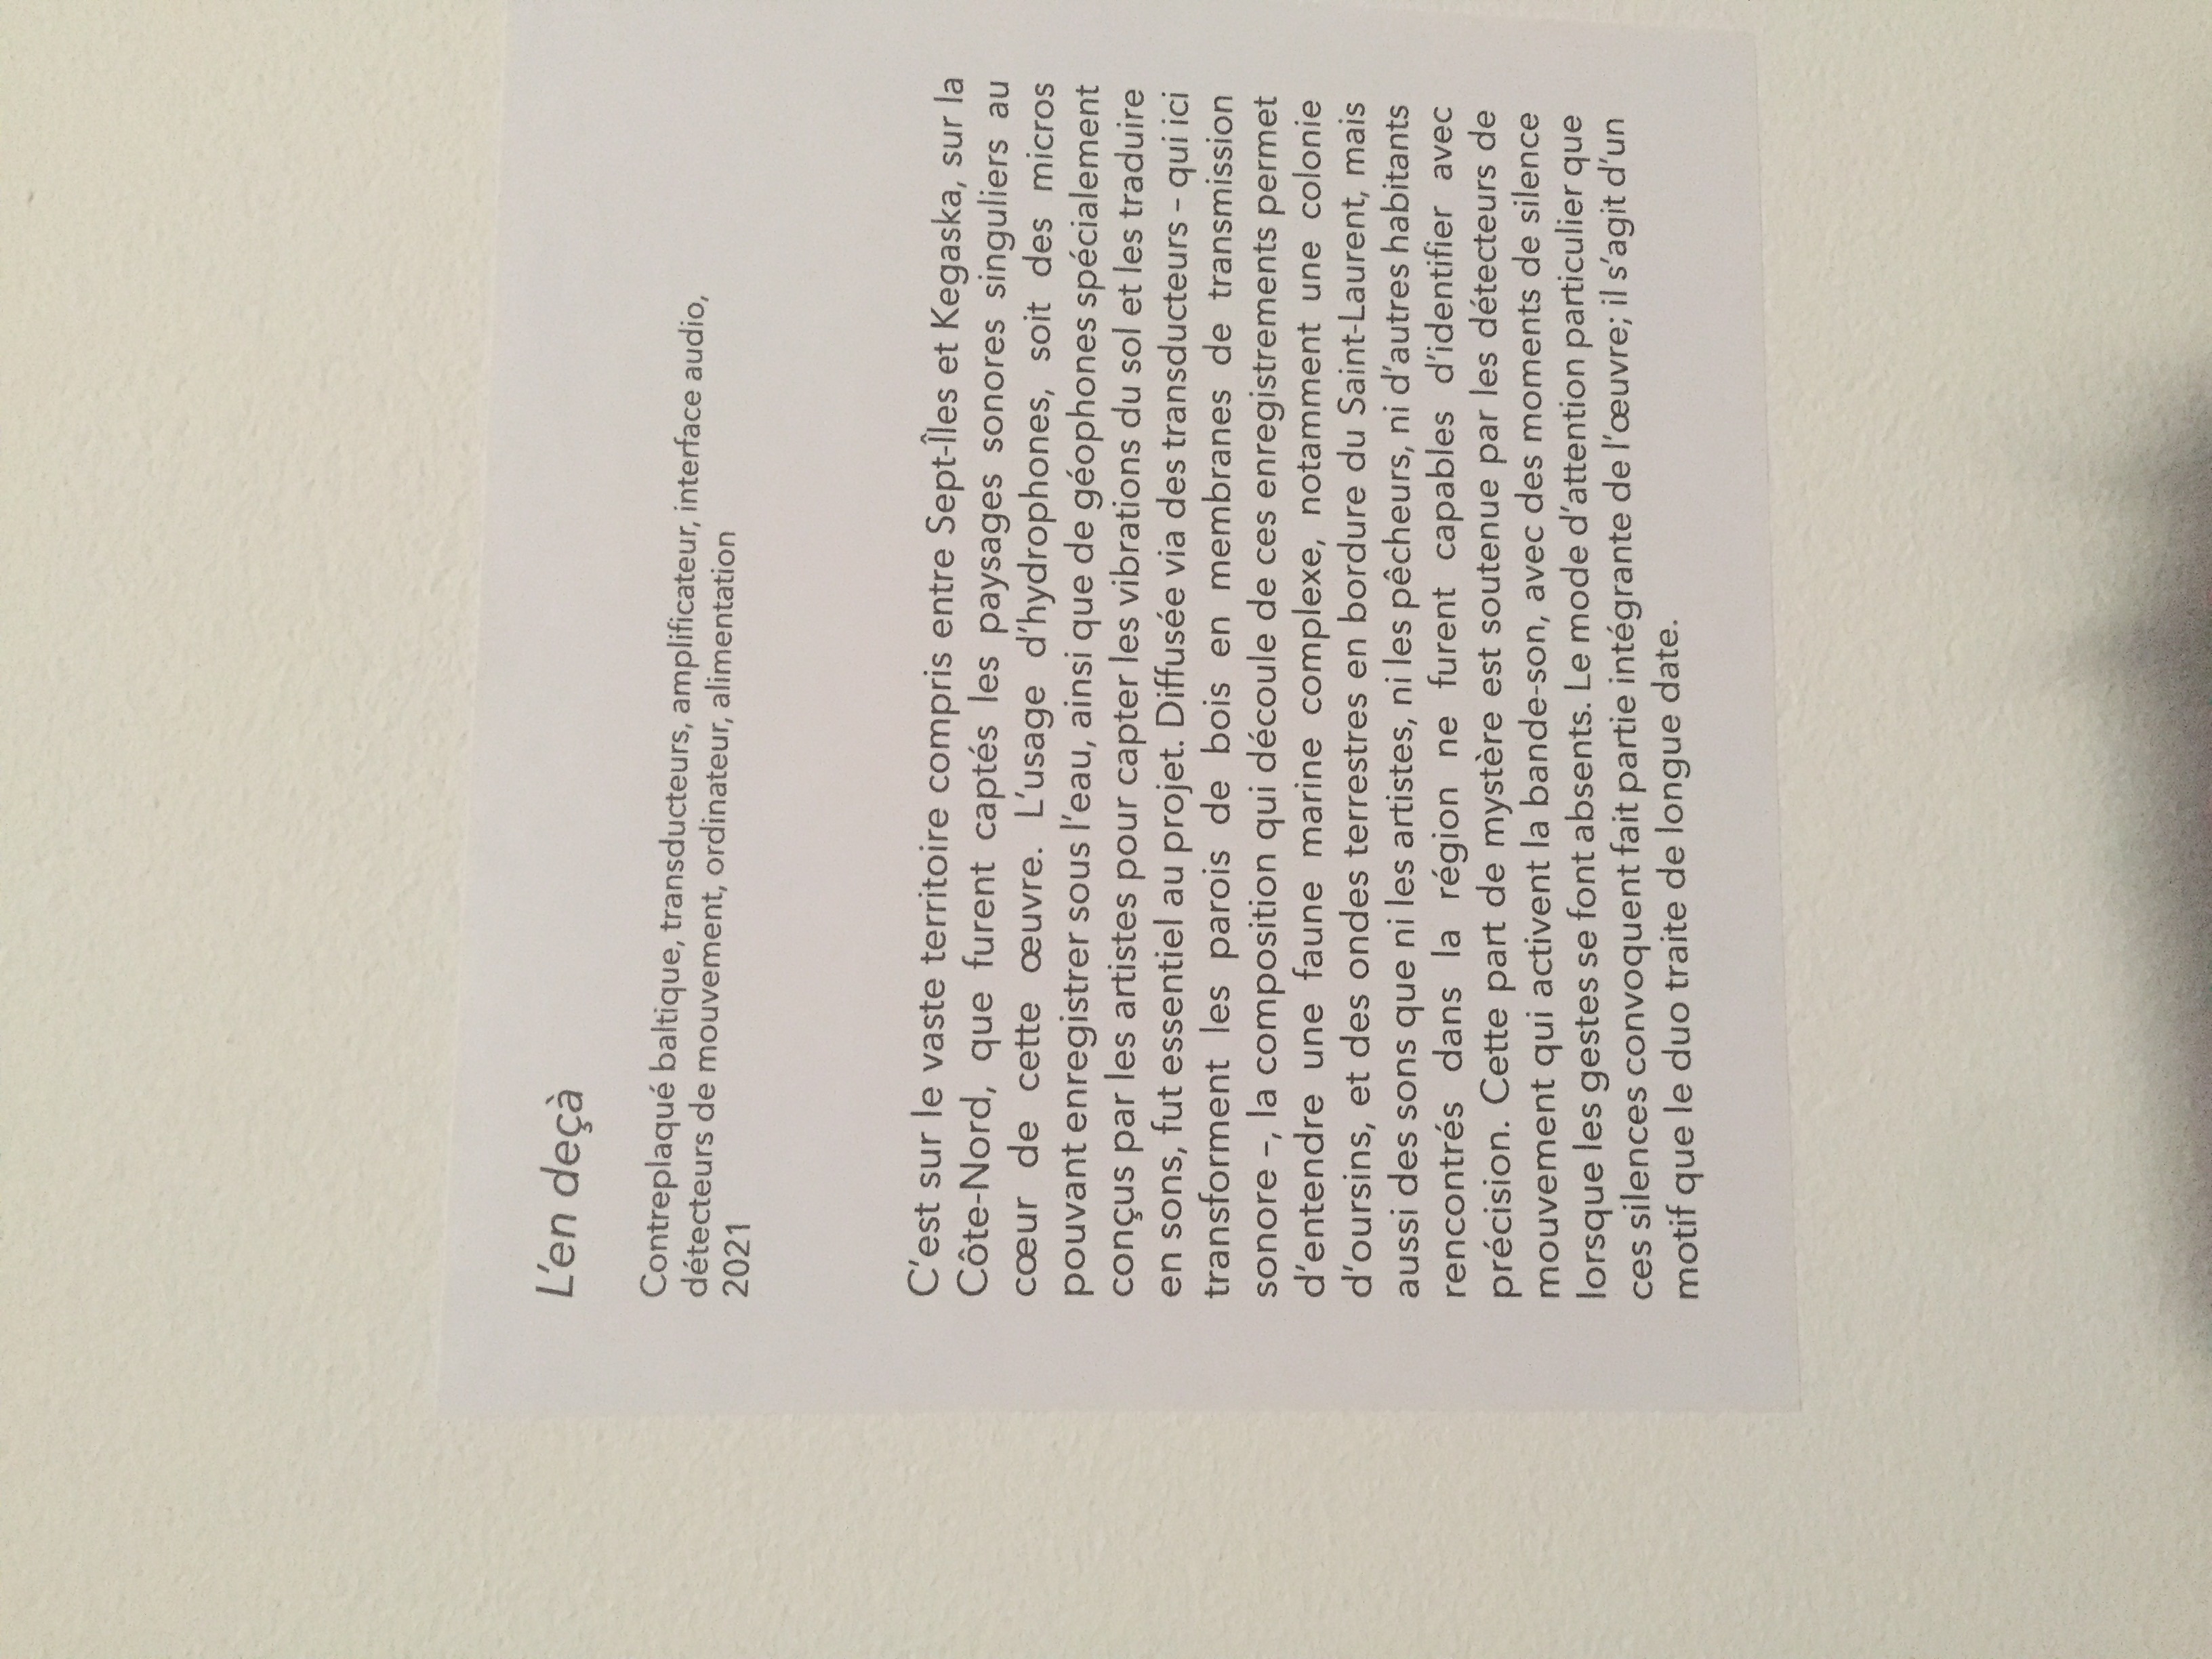 L'en deçà
Contreplaqué baltique, transducteurs, amplificateur, interface audio,
détecteurs de mouvement, ordinateur, alimentation
2021
C'est sur le vaste territoire compris entre Sept-Îles et Kegaska, sur la
Côte-Nord, que furent captés les paysages sonores singuliers au
cœur de cette œuvre. L'usage d'hydrophones, soit des micros
pouvant enregistrer sous l'eau, ainsi que de géophones spécialement
conçus par les artistes pour capter les vibrations du sol et les traduire
en sons, fut essentiel au projet. Diffusée via des transducteurs – qui ici
transforment les parois de bois en membranes de transmission
sonore –, la composition qui découle de ces enregistrements permet
d'entendre une faune marine complexe, notamment une colonie
d'oursins, et des ondes terrestres en bordure du Saint-Laurent, mais
aussi des sons que ni les artistes, ni les pêcheurs, ni d'autres habitants
rencontrés dans la région ne furent capables d'identifier avec
précision. Cette part de mystère est soutenue par les détecteurs de
mouvement qui activent la bande-son, avec des moments de silence
lorsque les gestes se font absents. Le mode d'attention particulier que
ces silences convoquent fait partie intégrante de l'œuvre; il s'agit d'un
motif que le duo traite de longue date.